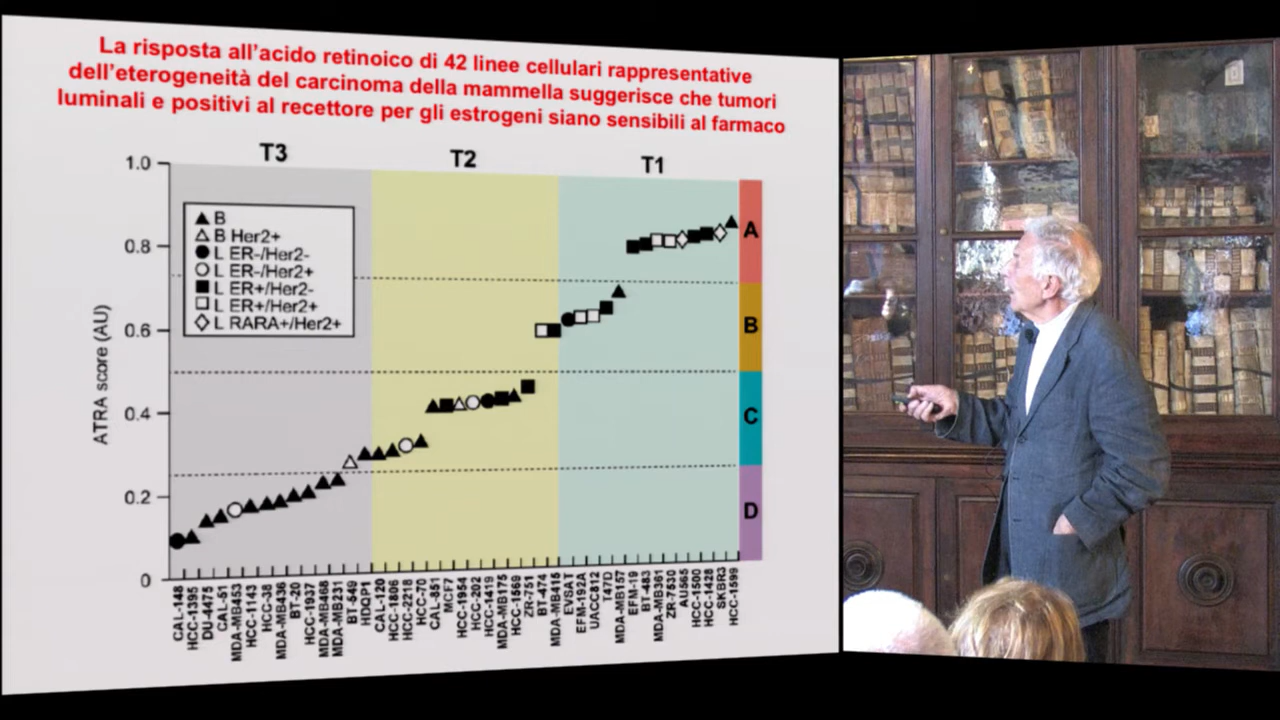 La risposta all'acido retinoico di 42 linee cellulari rappresentative
dell'eterogeneità del carcinoma della mammella suggerisce che tumori
luminali e positivi al recettore per gli estrogeni siano sensibili al farmaco
T3
T2
T1
1.0
0.8
0.6
0.4
0.2
0
ATRA score (AU)
B
B Her2+
L ER-/Her2-
L ER-/Her2+
L ER+/Her2-
L ER+/Her2+
L RARA+/Her2+
A
B
C
D
CAL-148
HCC-1395
DU-4475
CAL-51
MDA-MB453
HCC-1143
HCC-38
MDA-MB436
BT-20
HCC-1937
MDA-MB468
MDA-MB231
BT-549
HDQP1
CAL-120
HCC-1806
HCC-2218
HCC-70
CAL-851
MCF7
HCC-1954
HCC-202
HCC-1419
MDA-MB175
HCC-1569
ZR-751
BT-474
MDA-MB415
EVSAT
EFM-192A
UACC812
T47D
MDA-MB157
EFM-19
BT-483
MDA-MB361
ZR-7530
AU565
HCC-1500
HCC-1428
SKBR3
HCC-1599